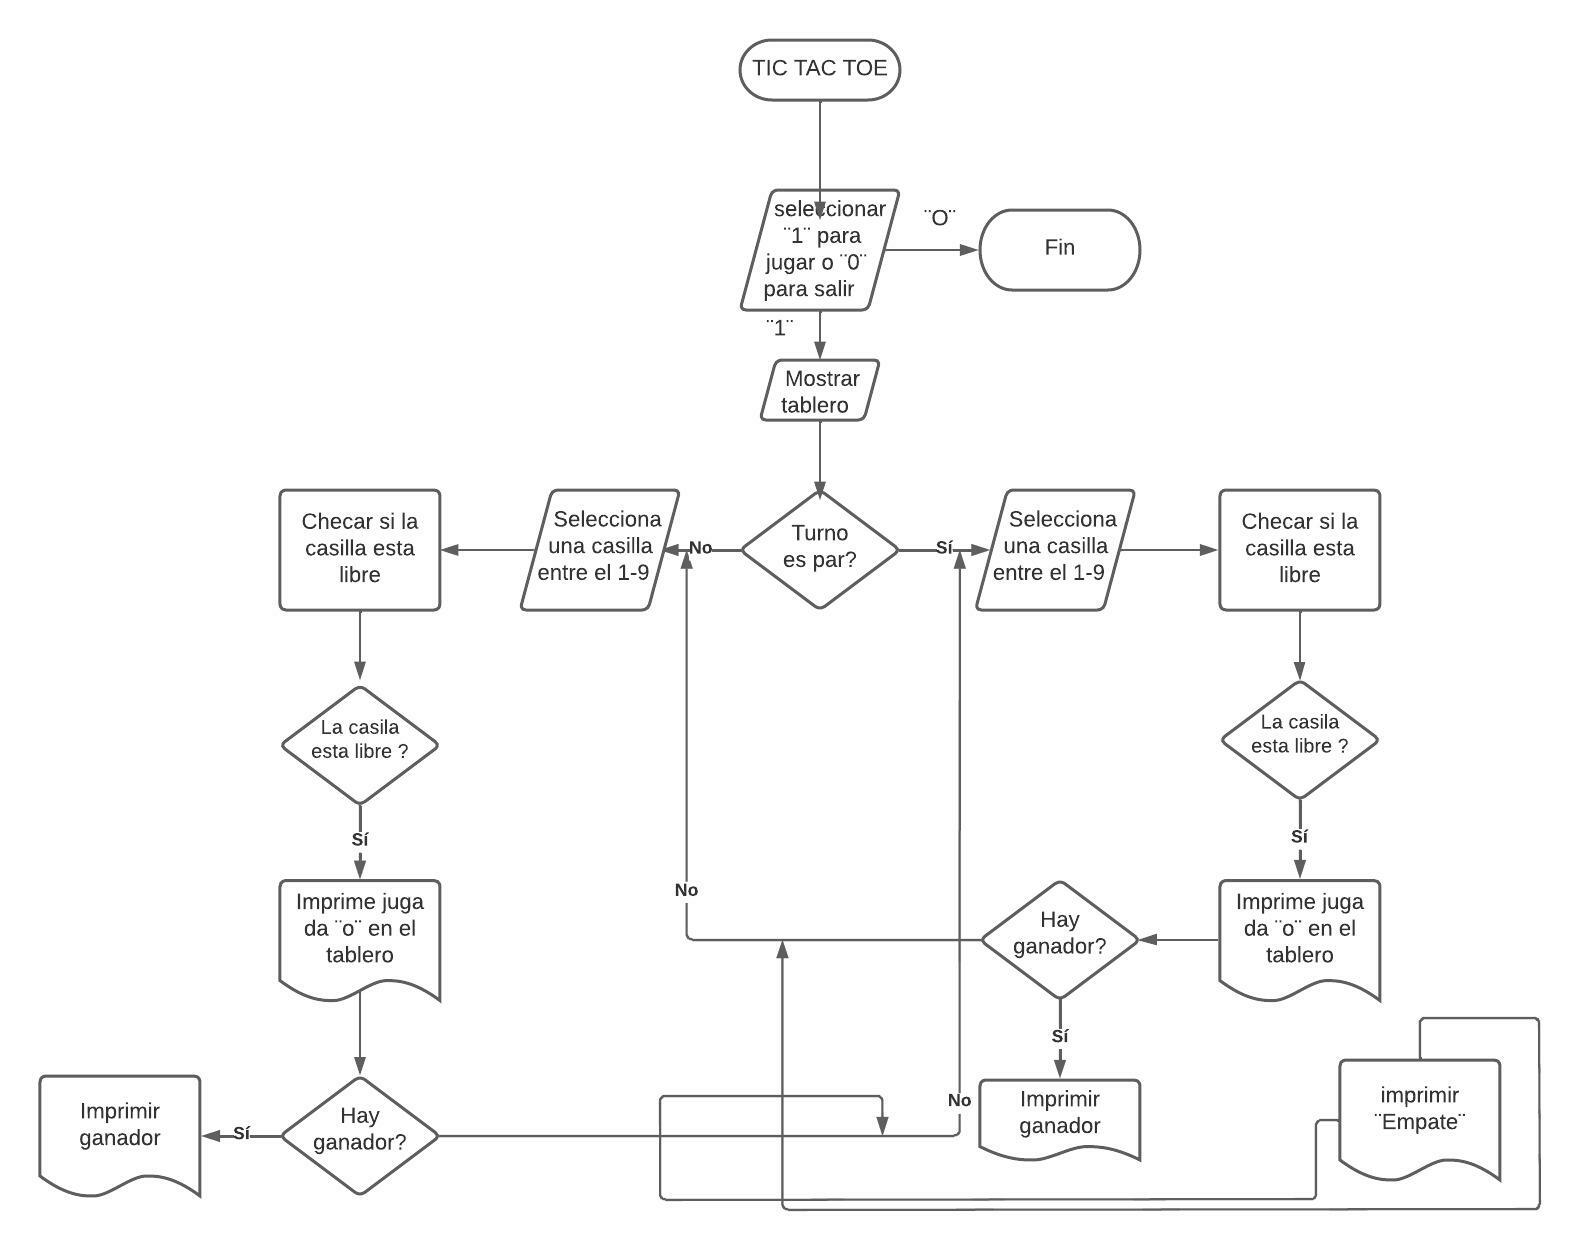 TIC TAC TOE
seleccionar
¨1¨ para
jugar o ¨0¨
para salir
¨O¨
Fin
¨1¨
Mostrar
tablero
Checar si la
casilla esta
libre
Selecciona
una casilla
entre el 1-9
No
Turno
es par?
Sí
Selecciona
una casilla
entre el 1-9
Checar si la
casilla esta
libre
La casila
esta libre ?
La casila
esta libre ?
Sí
Sí
Imprime juga
da ¨o¨ en el
tablero
No
Hay
ganador?
Imprime juga
da ¨o¨ en el
tablero
Sí
Imprimir
ganador
Sí
Hay
ganador?
No
Imprimir
ganador
imprimir
¨Empate¨